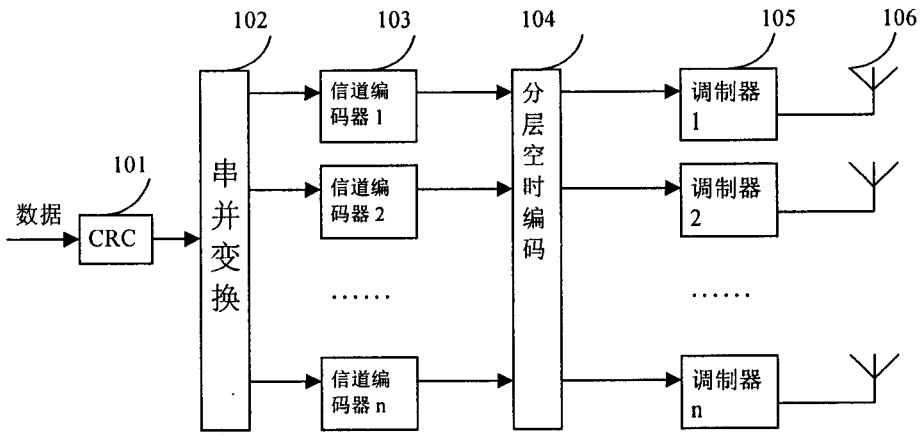 102
103
104
105
106
信道编
码器 1
调制器
1
101
数据
CRC
串并变换
信道编
码器 2
分层空时编码
调制器
2
……
……
信道编
码器 n
调制器
n